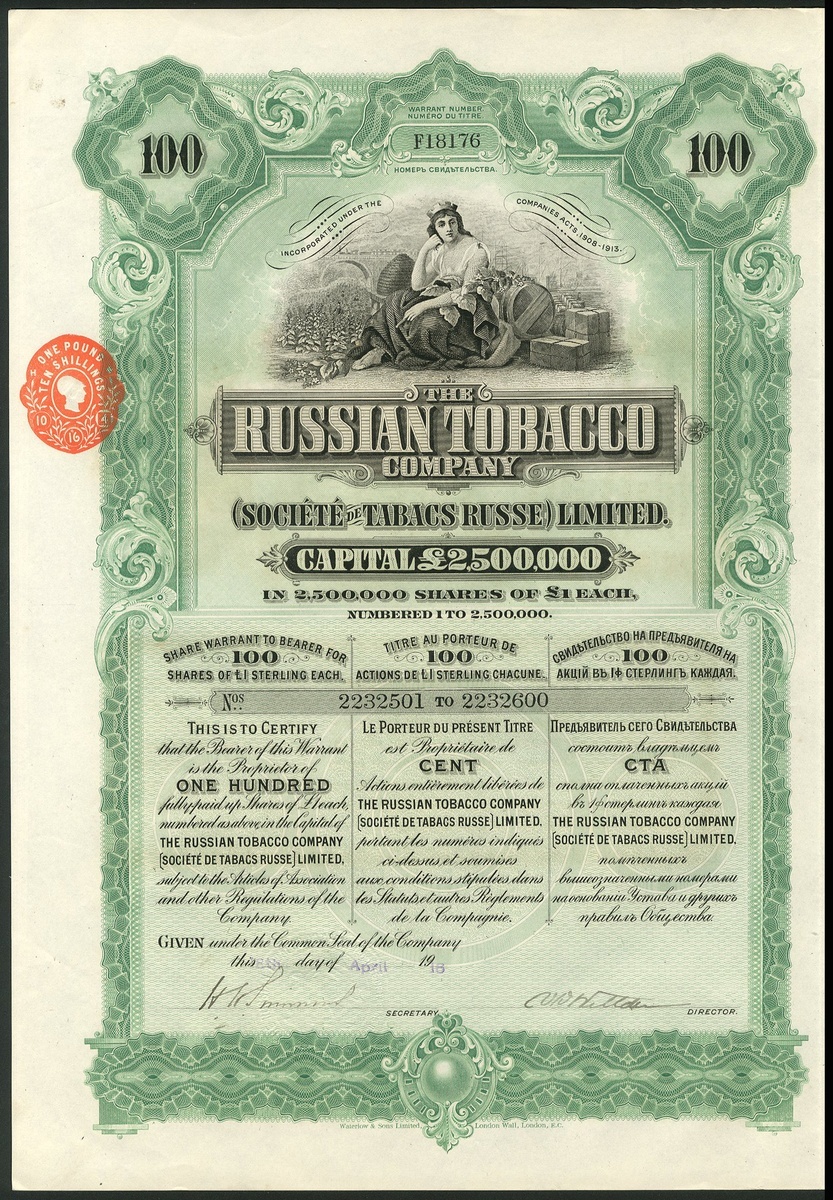 WARRANT NUMBER
NUMÉRO DU TITRE
F18176
НОМЕРЪ СВИДѢТЕЛЬСТВА.
100
100
INCORPORATED UNDER THE
COMPANIES ACTS, 1908-1913.
ONE POUND
TEN SHILLINGS
10
16
THE
RUSSIAN TOBACCO
COMPANY
(SOCIÉTÉ DE TABACS RUSSE) LIMITED.
CAPITAL £2,500,000
IN 2,500,000 SHARES OF £1 EACH,
NUMBERED 1 TO 2,500,000.
SHARE WARRANT TO BEARER FOR
100
SHARES OF £1 STERLING EACH.
TITRE AU PORTEUR DE
100
ACTIONS DE £1 STERLING CHACUNE.
СВИДѢТЕЛЬСТВО НА ПРЕДЪЯВИТЕЛЯ НА
100
АКЦІЙ ВЪ 1ф СТЕРЛИНГЪ КАЖДАЯ.
Nos. 2232501 TO 2232600
THIS IS TO CERTIFY
that the Bearer of this Warrant
is the Proprietor of
ONE HUNDRED
fully paid up Shares of £1 each,
numbered as above, in the Capital of
THE RUSSIAN TOBACCO COMPANY
(SOCIÉTÉ DE TABACS RUSSE) LIMITED,
subject to the Articles of Association
and other Regulations of the
Company.
LE PORTEUR DU PRÉSENT TITRE
est Propriétaire de
CENT
Actions entièrement libérées de
THE RUSSIAN TOBACCO COMPANY
(SOCIÉTÉ DE TABACS RUSSE) LIMITED.
portant les numéros indiqués
ci-dessus et soumises
aux conditions stipulées dans
les Statuts et autres Règlements
de la Compagnie.
ПРЕДЪЯВИТЕЛЬ СЕГО СВИДѢТЕЛЬСТВА
состоитъ владѣльцемъ
СТА
сполна оплаченныхъ акцій
въ 1ф стерлингъ каждая
THE RUSSIAN TOBACCO COMPANY
(SOCIÉTÉ DE TABACS RUSSE) LIMITED.
помѣченныхъ
вышеозначенными номерами
на основаніи Устава и другихъ
правилъ Общества.
GIVEN under the Common Seal of the Company
this day of April 19 16
SECRETARY.
DIRECTOR.
Waterlow & Sons Limited, London Wall, London, E.C.